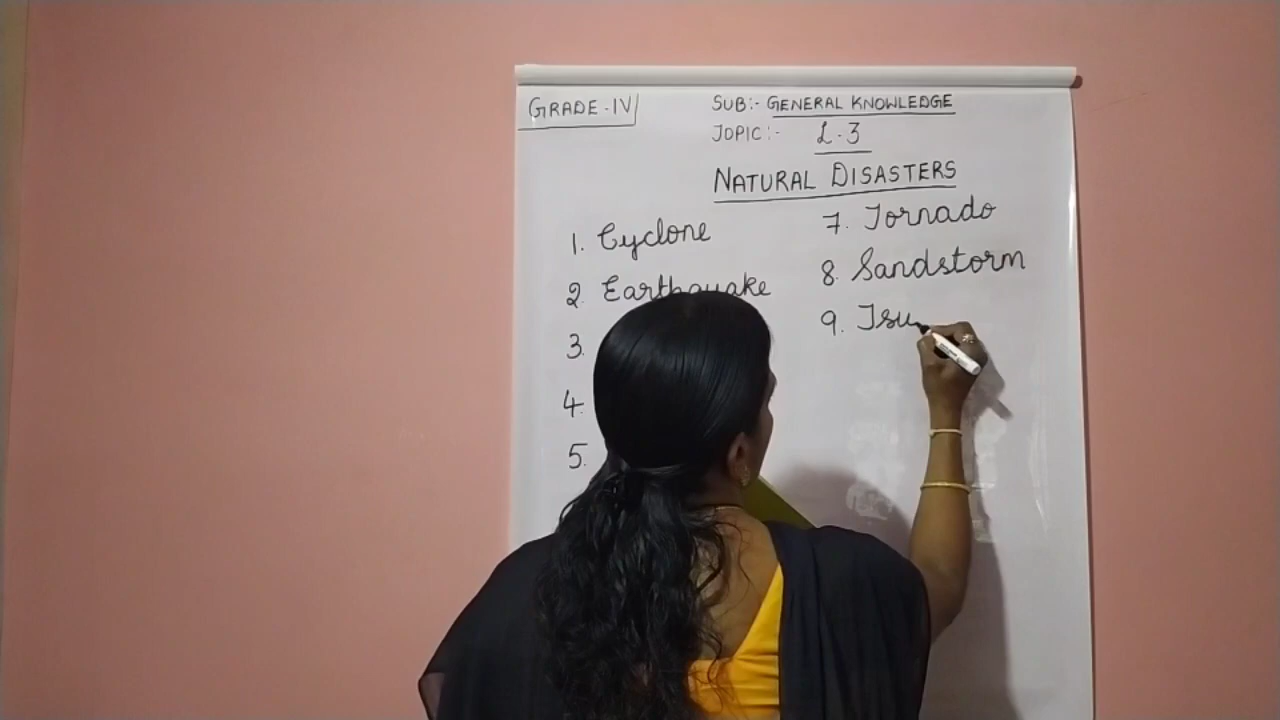 GRADE-IV
SUB:- GENERAL KNOWLEDGE
TOPIC:- L-3
NATURAL DISASTERS
1. Cyclone
2. Earthquake
3.
4.
5.
7. Tornado
8. Sandstorm
9. Tsu